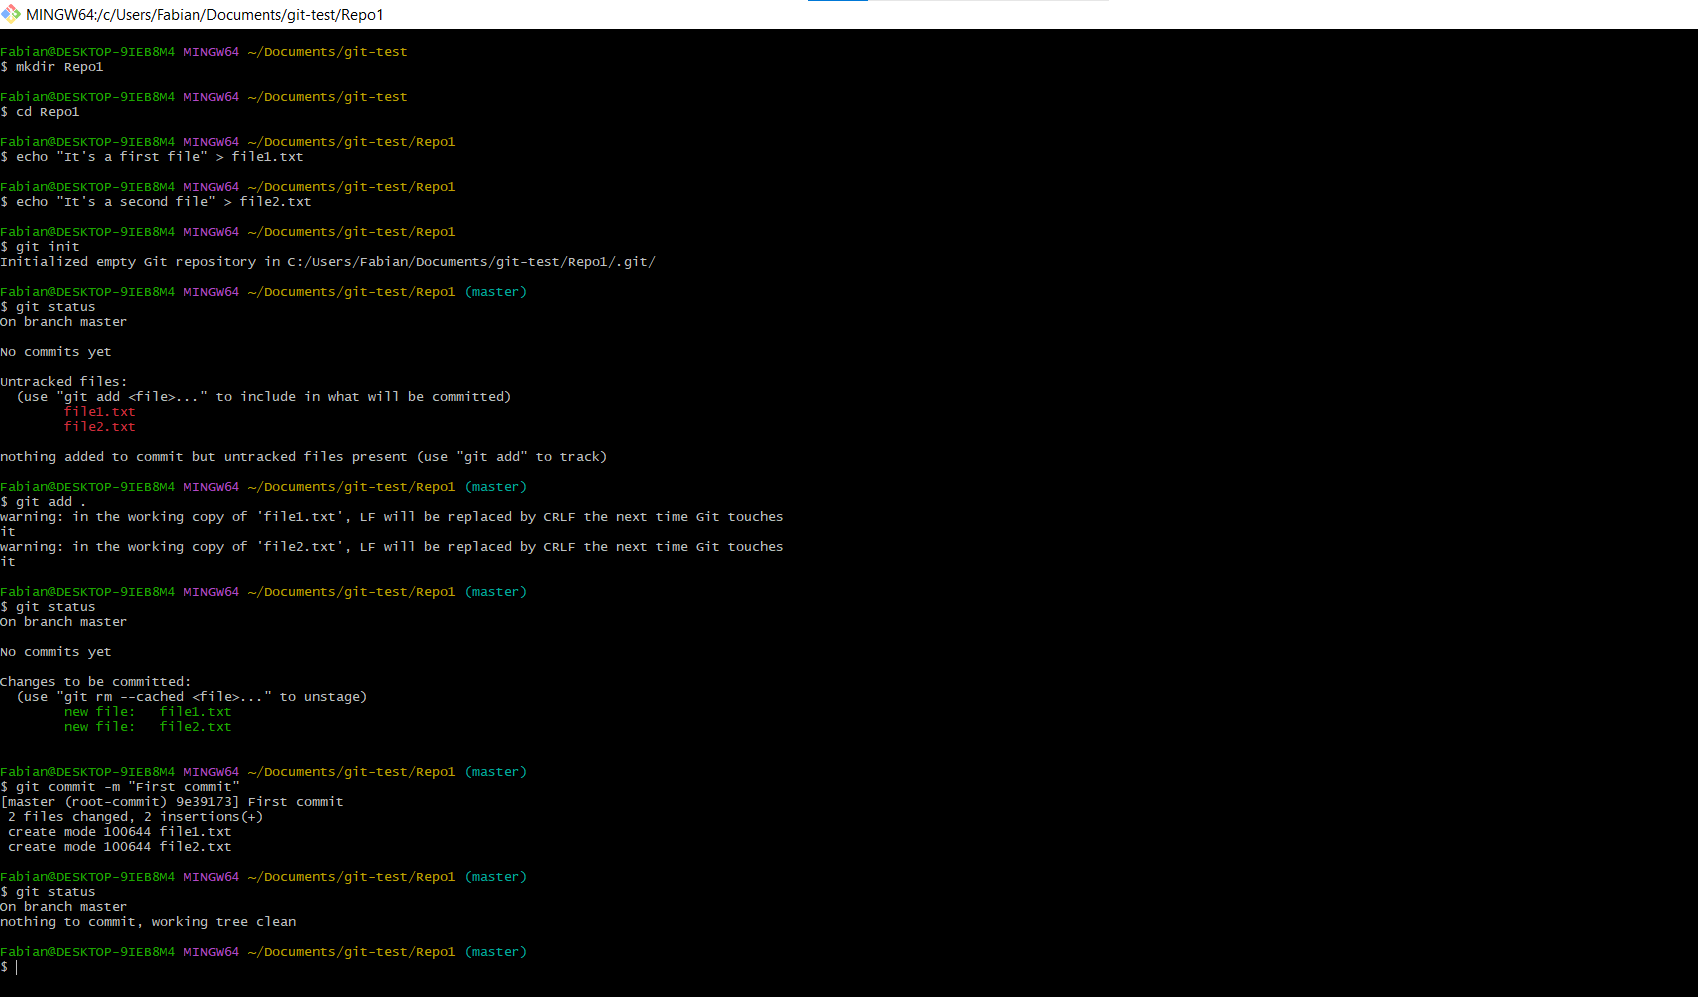 MINGW64:/c/Users/Fabian/Documents/git-test/Repo1
Fabian@DESKTOP-9IEB8M4 MINGW64 ~/Documents/git-test
$ mkdir Repo1
Fabian@DESKTOP-9IEB8M4 MINGW64 ~/Documents/git-test
$ cd Repo1
Fabian@DESKTOP-9IEB8M4 MINGW64 ~/Documents/git-test/Repo1
$ echo "It's a first file" > file1.txt
Fabian@DESKTOP-9IEB8M4 MINGW64 ~/Documents/git-test/Repo1
$ echo "It's a second file" > file2.txt
Fabian@DESKTOP-9IEB8M4 MINGW64 ~/Documents/git-test/Repo1
$ git init
Initialized empty Git repository in C:/Users/Fabian/Documents/git-test/Repo1/.git/
Fabian@DESKTOP-9IEB8M4 MINGW64 ~/Documents/git-test/Repo1 (master)
$ git status
On branch master
No commits yet
Untracked files:
  (use "git add <file>..." to include in what will be committed)
        file1.txt
        file2.txt
nothing added to commit but untracked files present (use "git add" to track)
Fabian@DESKTOP-9IEB8M4 MINGW64 ~/Documents/git-test/Repo1 (master)
$ git add .
warning: in the working copy of 'file1.txt', LF will be replaced by CRLF the next time Git touches
it
warning: in the working copy of 'file2.txt', LF will be replaced by CRLF the next time Git touches
it
Fabian@DESKTOP-9IEB8M4 MINGW64 ~/Documents/git-test/Repo1 (master)
$ git status
On branch master
No commits yet
Changes to be committed:
  (use "git rm --cached <file>..." to unstage)
        new file:   file1.txt
        new file:   file2.txt
Fabian@DESKTOP-9IEB8M4 MINGW64 ~/Documents/git-test/Repo1 (master)
$ git commit -m "First commit"
[master (root-commit) 9e39173] First commit
 2 files changed, 2 insertions(+)
 create mode 100644 file1.txt
 create mode 100644 file2.txt
Fabian@DESKTOP-9IEB8M4 MINGW64 ~/Documents/git-test/Repo1 (master)
$ git status
On branch master
nothing to commit, working tree clean
Fabian@DESKTOP-9IEB8M4 MINGW64 ~/Documents/git-test/Repo1 (master)
$